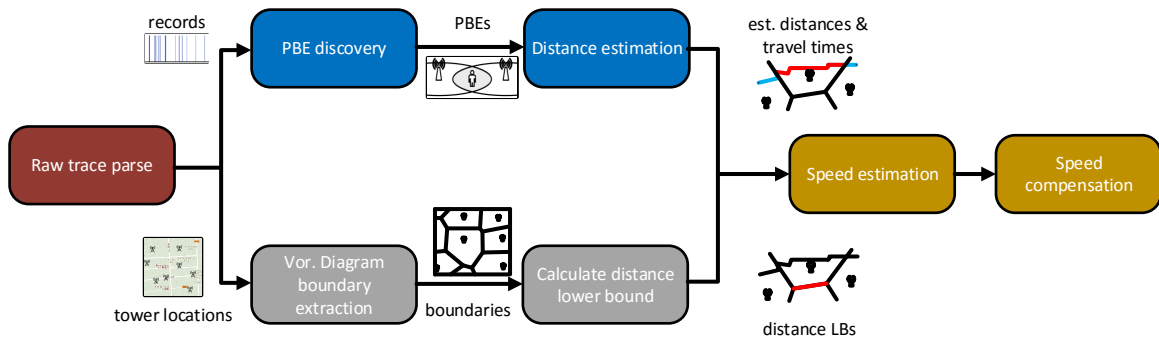 records
PBE discovery
PBEs
Distance estimation
est. distances &
travel times
Raw trace parse
Speed estimation
Speed
compensation
tower locations
Vor. Diagram
boundary
extraction
boundaries
Calculate distance
lower bound
distance LBs